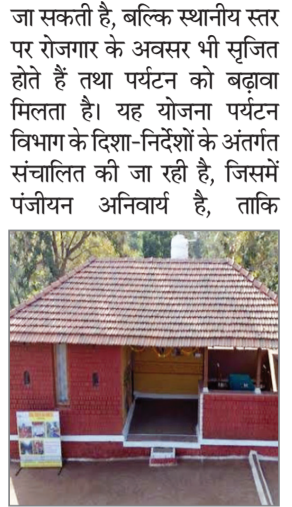 जा सकती है, बल्कि स्थानीय स्तर
पर रोजगार के अवसर भी सृजित
होते हैं तथा पर्यटन को बढ़ावा
मिलता है। यह योजना पर्यटन
विभाग के दिशा-निर्देशों के अंतर्गत
संचालित की जा रही है, जिसमें
पंजीयन अनिवार्य है, ताकि